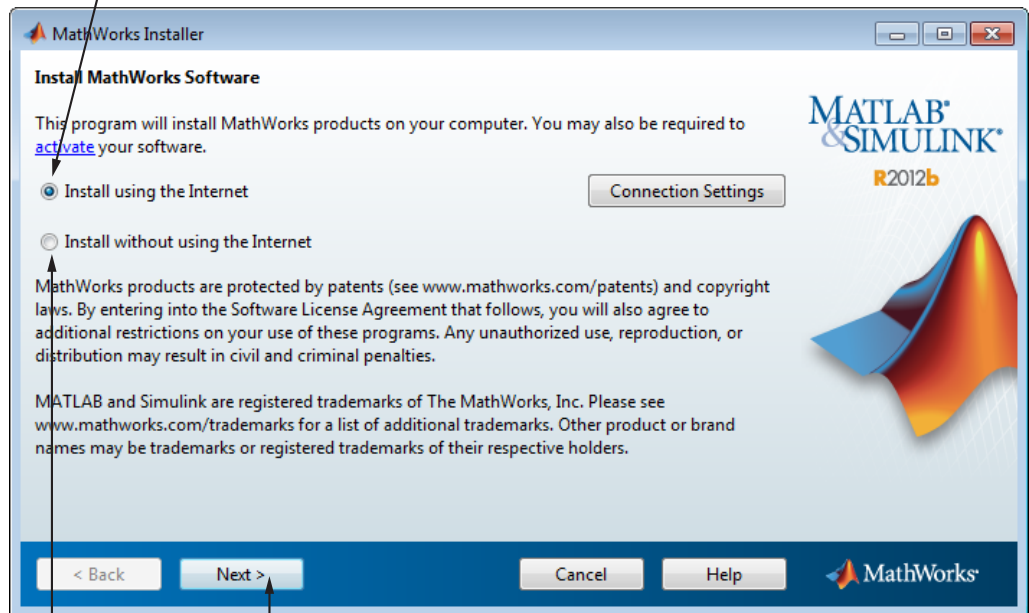 MathWorks Installer
Install MathWorks Software
This program will install MathWorks products on your computer. You may also be required to
activate your software.
Install using the Internet
Connection Settings
Install without using the Internet
MathWorks products are protected by patents (see www.mathworks.com/patents) and copyright
laws. By entering into the Software License Agreement that follows, you will also agree to
additional restrictions on your use of these programs. Any unauthorized use, reproduction, or
distribution may result in civil and criminal penalties.
MATLAB and Simulink are registered trademarks of The MathWorks, Inc. Please see
www.mathworks.com/trademarks for a list of additional trademarks. Other product or brand
names may be trademarks or registered trademarks of their respective holders.
MATLAB®
&SIMULINK®
R2012b
< Back
Next >
Cancel
Help
MathWorks®